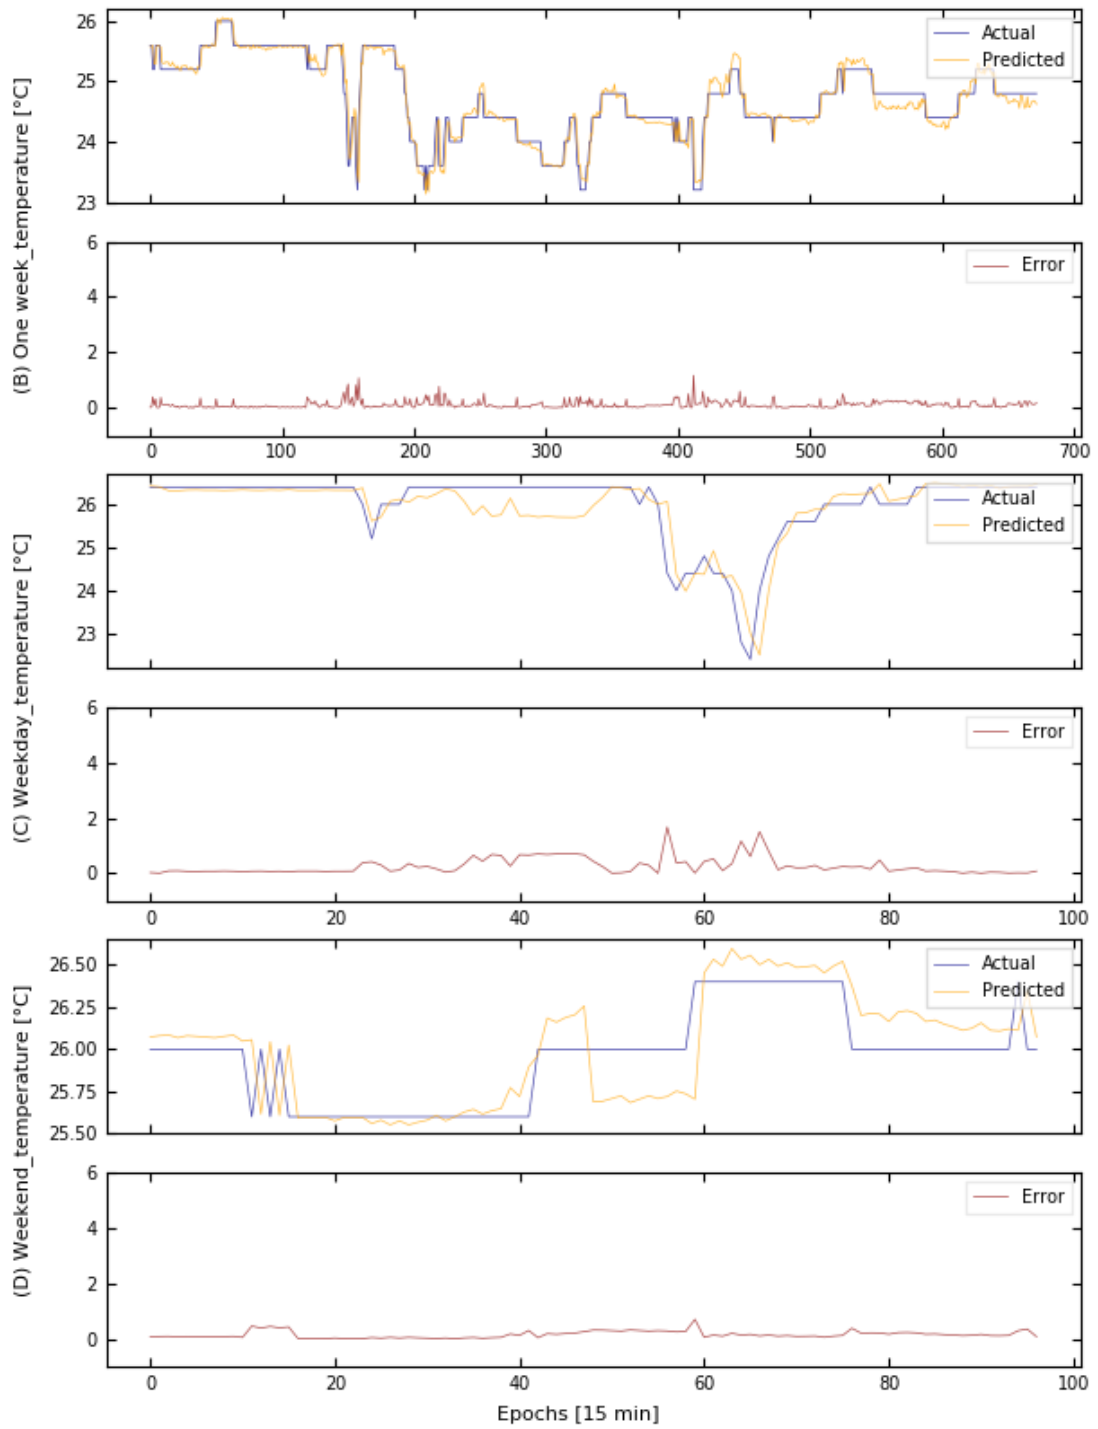 (B) One week_temperature [°C]
26
25
24
23
Actual
Predicted
6
4
2
0
Error
0 100 200 300 400 500 600 700
(C) Weekday_temperature [°C]
26
25
24
23
Actual
Predicted
6
4
2
0
Error
0 20 40 60 80 100
(D) Weekend_temperature [°C]
26.50
26.25
26.00
25.75
25.50
Actual
Predicted
6
4
2
0
Error
0 20 40 60 80 100
Epochs [15 min]